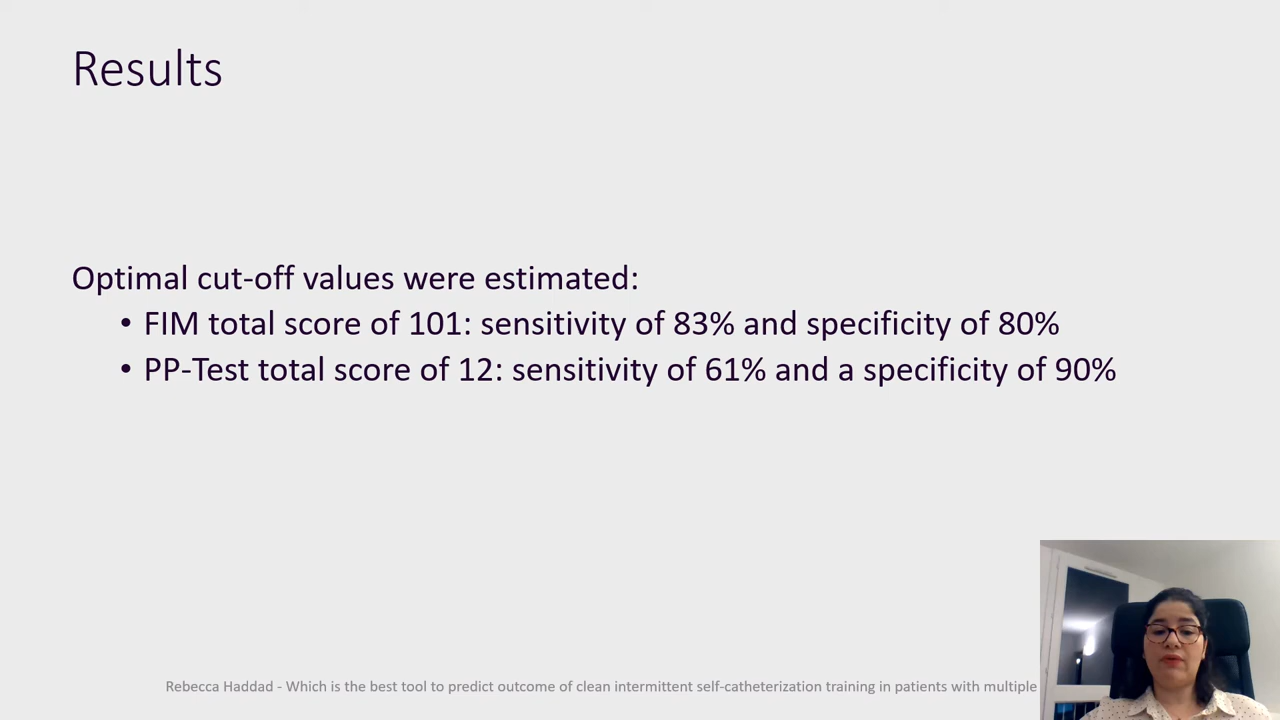 Results
Optimal cut-off values were estimated:
• FIM total score of 101: sensitivity of 83% and specificity of 80%
• PP-Test total score of 12: sensitivity of 61% and a specificity of 90%
Rebecca Haddad - Which is the best tool to predict outcome of clean intermittent self-catheterization training in patients with multiple